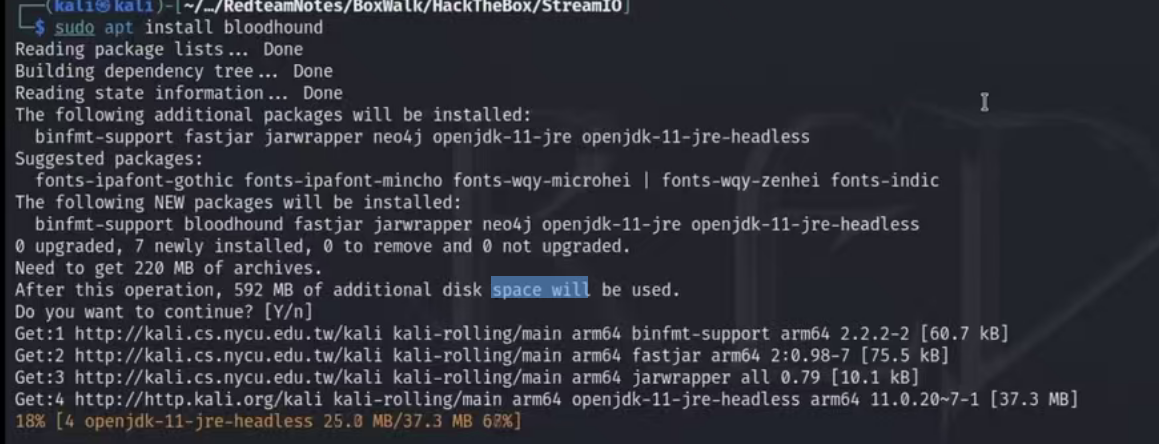 (kali㉿kali)-[~/…/RedteamNotes/BoxWalk/HackTheBox/StreamIO]
$ sudo apt install bloodhound
Reading package lists... Done
Building dependency tree... Done
Reading state information... Done
The following additional packages will be installed:
binfmt-support fastjar jarwrapper neo4j openjdk-11-jre openjdk-11-jre-headless
Suggested packages:
fonts-ipafont-gothic fonts-ipafont-mincho fonts-wqy-microhei | fonts-wqy-zenhei fonts-indic
The following NEW packages will be installed:
binfmt-support bloodhound fastjar jarwrapper neo4j openjdk-11-jre openjdk-11-jre-headless
0 upgraded, 7 newly installed, 0 to remove and 0 not upgraded.
Need to get 220 MB of archives.
After this operation, 592 MB of additional disk space will be used.
Do you want to continue? [Y/n]
Get:1 http://kali.cs.nycu.edu.tw/kali kali-rolling/main arm64 binfmt-support arm64 2.2.2-2 [60.7 kB]
Get:2 http://kali.cs.nycu.edu.tw/kali kali-rolling/main arm64 fastjar arm64 2:0.98-7 [75.5 kB]
Get:3 http://kali.cs.nycu.edu.tw/kali kali-rolling/main arm64 jarwrapper all 0.79 [10.1 kB]
Get:4 http://http.kali.org/kali kali-rolling/main arm64 openjdk-11-jre-headless arm64 11.0.20~7-1 [37.3 MB]
18% [4 openjdk-11-jre-headless 25.0 MB/37.3 MB